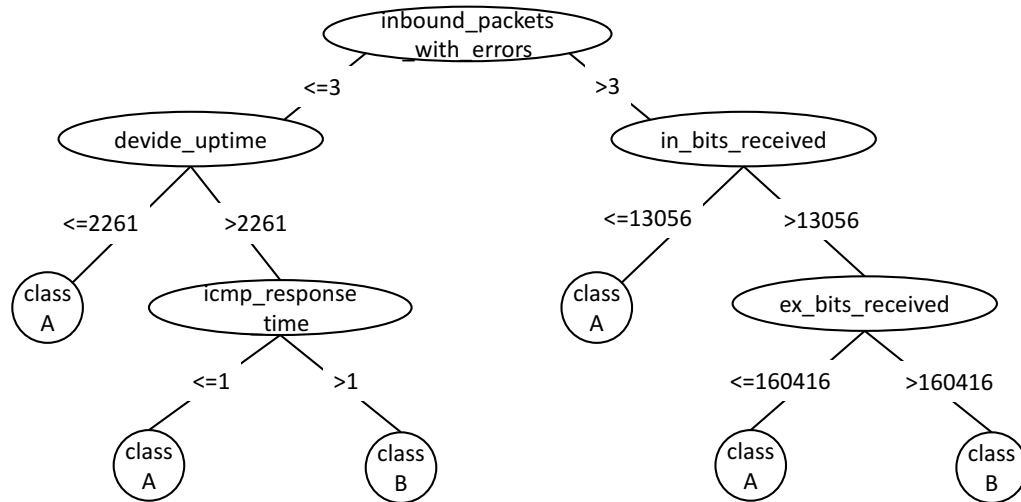 inbound_packets
_with_errors
<=3
>3
devide_uptime
in_bits_received
<=2261
>2261
<=13056
>13056
class
A
icmp_response
time
class
A
ex_bits_received
<=1
>1
<=160416
>160416
class
A
class
B
class
A
class
B